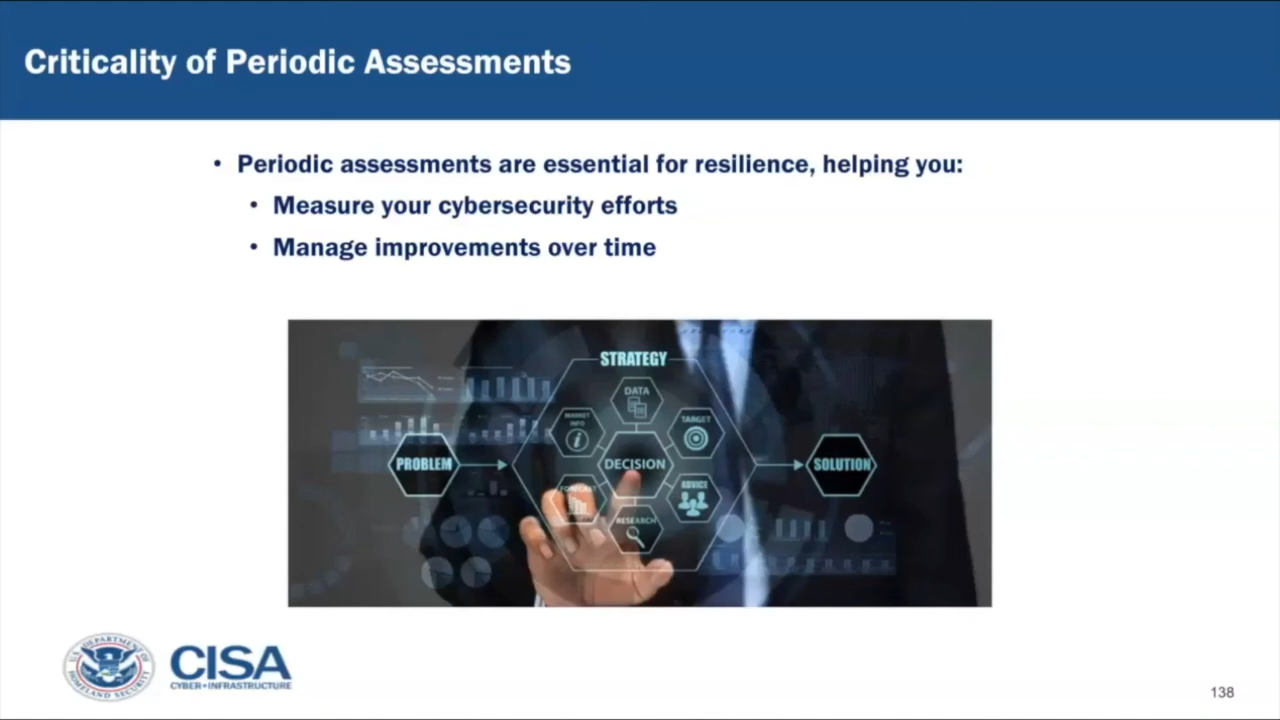 Criticality of Periodic Assessments
• Periodic assessments are essential for resilience, helping you:
• Measure your cybersecurity efforts
• Manage improvements over time
STRATEGY
DATA
MARKET
INFO
TARGET
PROBLEM
DECISION
SOLUTION
FORECAST
ADVICE
RESEARCH
U.S. DEPARTMENT OF
HOMELAND SECURITY
CISA
CYBER+INFRASTRUCTURE
138